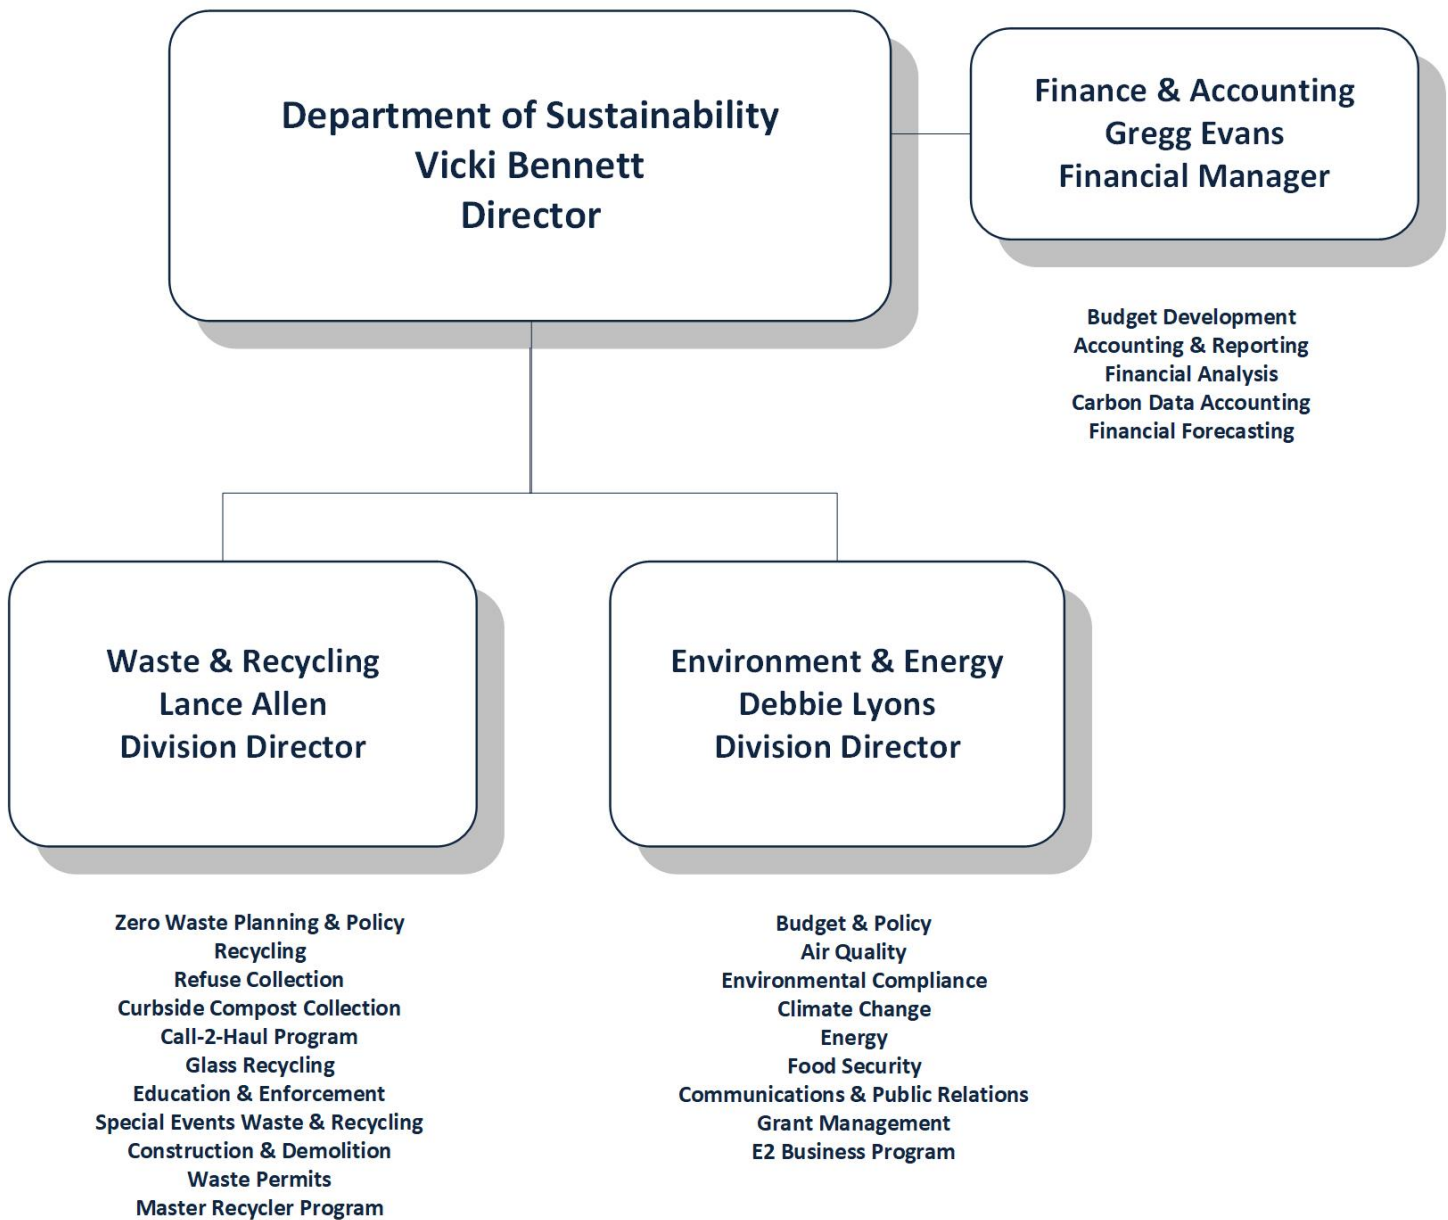 Department of Sustainability
Vicki Bennett
Director
Finance & Accounting
Gregg Evans
Financial Manager
Budget Development
Accounting & Reporting
Financial Analysis
Carbon Data Accounting
Financial Forecasting
Waste & Recycling
Lance Allen
Division Director
Zero Waste Planning & Policy
Recycling
Refuse Collection
Curbside Compost Collection
Call-2-Haul Program
Glass Recycling
Education & Enforcement
Special Events Waste & Recycling
Construction & Demolition
Waste Permits
Master Recycler Program
Environment & Energy
Debbie Lyons
Division Director
Budget & Policy
Air Quality
Environmental Compliance
Climate Change
Energy
Food Security
Communications & Public Relations
Grant Management
E2 Business Program